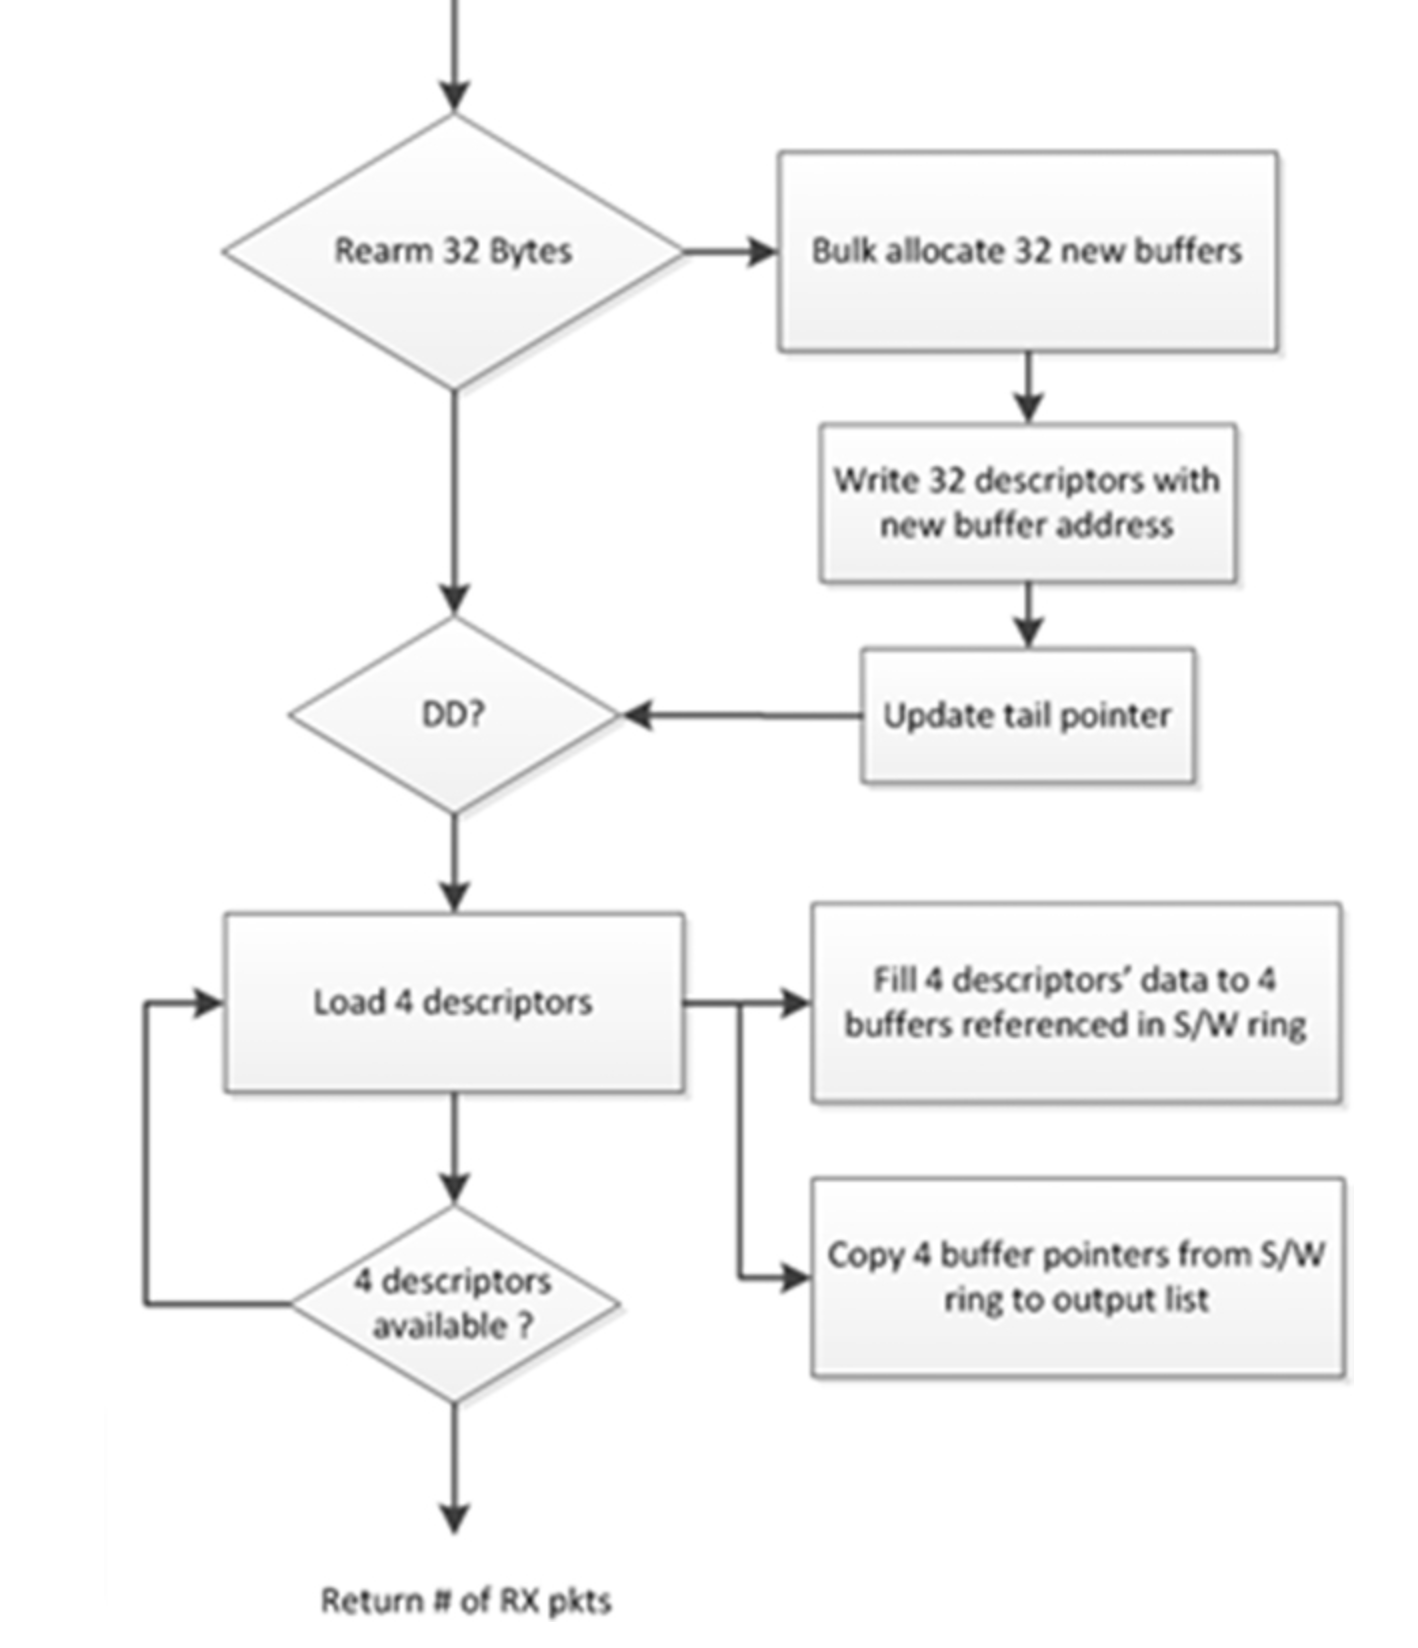 Rearm 32 Bytes
Bulk allocate 32 new buffers
Write 32 descriptors with
new buffer address
DD?
Update tail pointer
Load 4 descriptors
Fill 4 descriptors’ data to 4
buffers referenced in S/W ring
4 descriptors
available ?
Copy 4 buffer pointers from S/W
ring to output list
Return # of RX pkts